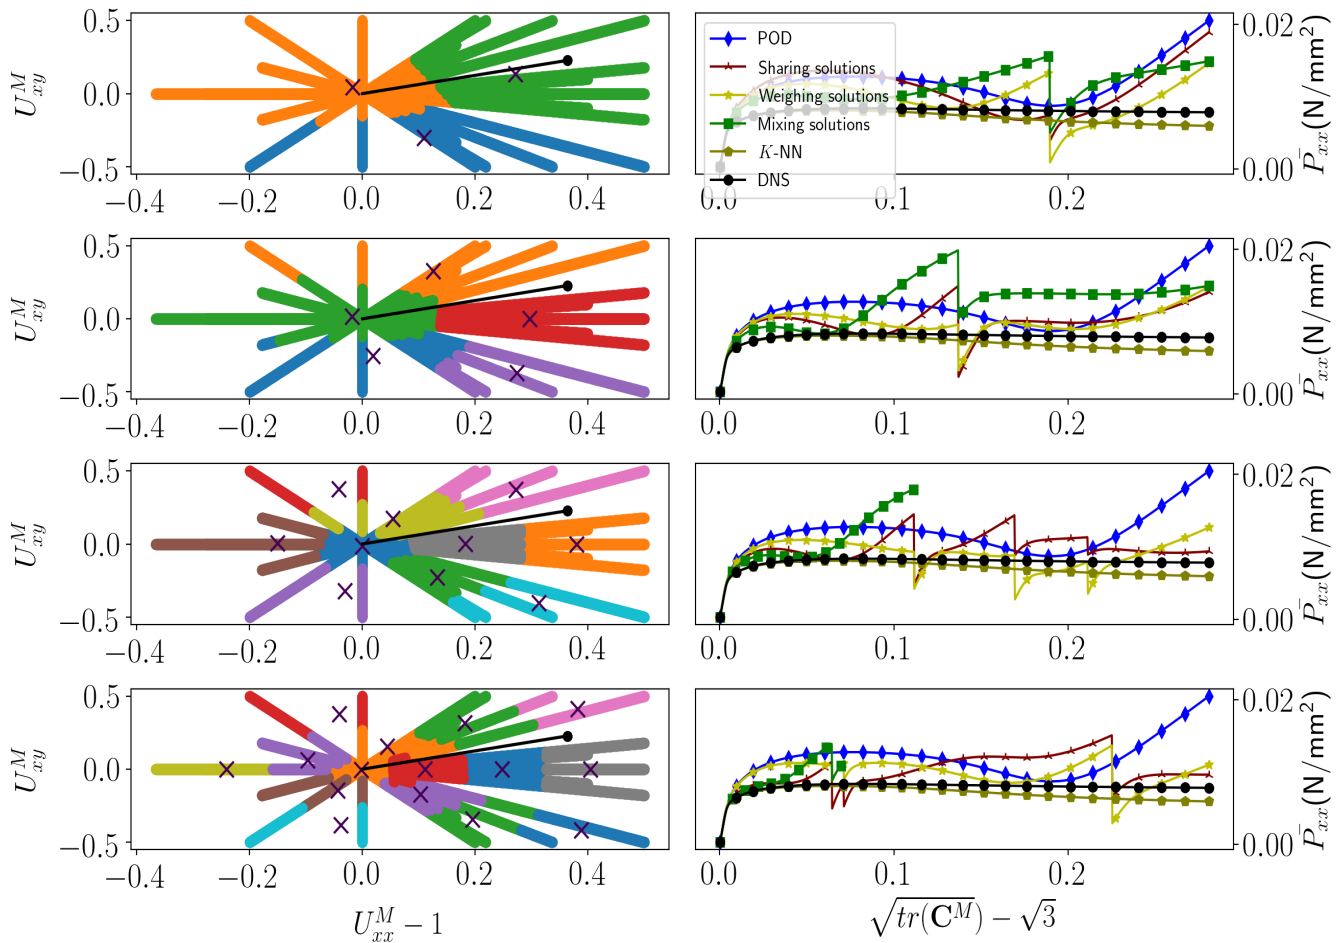 0.5
0.0
−0.5
U^M_xy
−0.4 −0.2 0.0 0.2 0.4
POD
Sharing solutions
Weighing solutions
Mixing solutions
K-NN
DNS
0.0 0.1 0.2
0.02
0.00
P̄_xx(N/mm²)
0.5
0.0
−0.5
U^M_xy
−0.4 −0.2 0.0 0.2 0.4
0.0 0.1 0.2
0.02
0.00
P̄_xx(N/mm²)
0.5
0.0
−0.5
U^M_xy
−0.4 −0.2 0.0 0.2 0.4
0.0 0.1 0.2
0.02
0.00
P̄_xx(N/mm²)
0.5
0.0
−0.5
U^M_xy
−0.4 −0.2 0.0 0.2 0.4
U^M_xx − 1
0.0 0.1 0.2
√tr(C^M) − √3
0.02
0.00
P̄_xx(N/mm²)